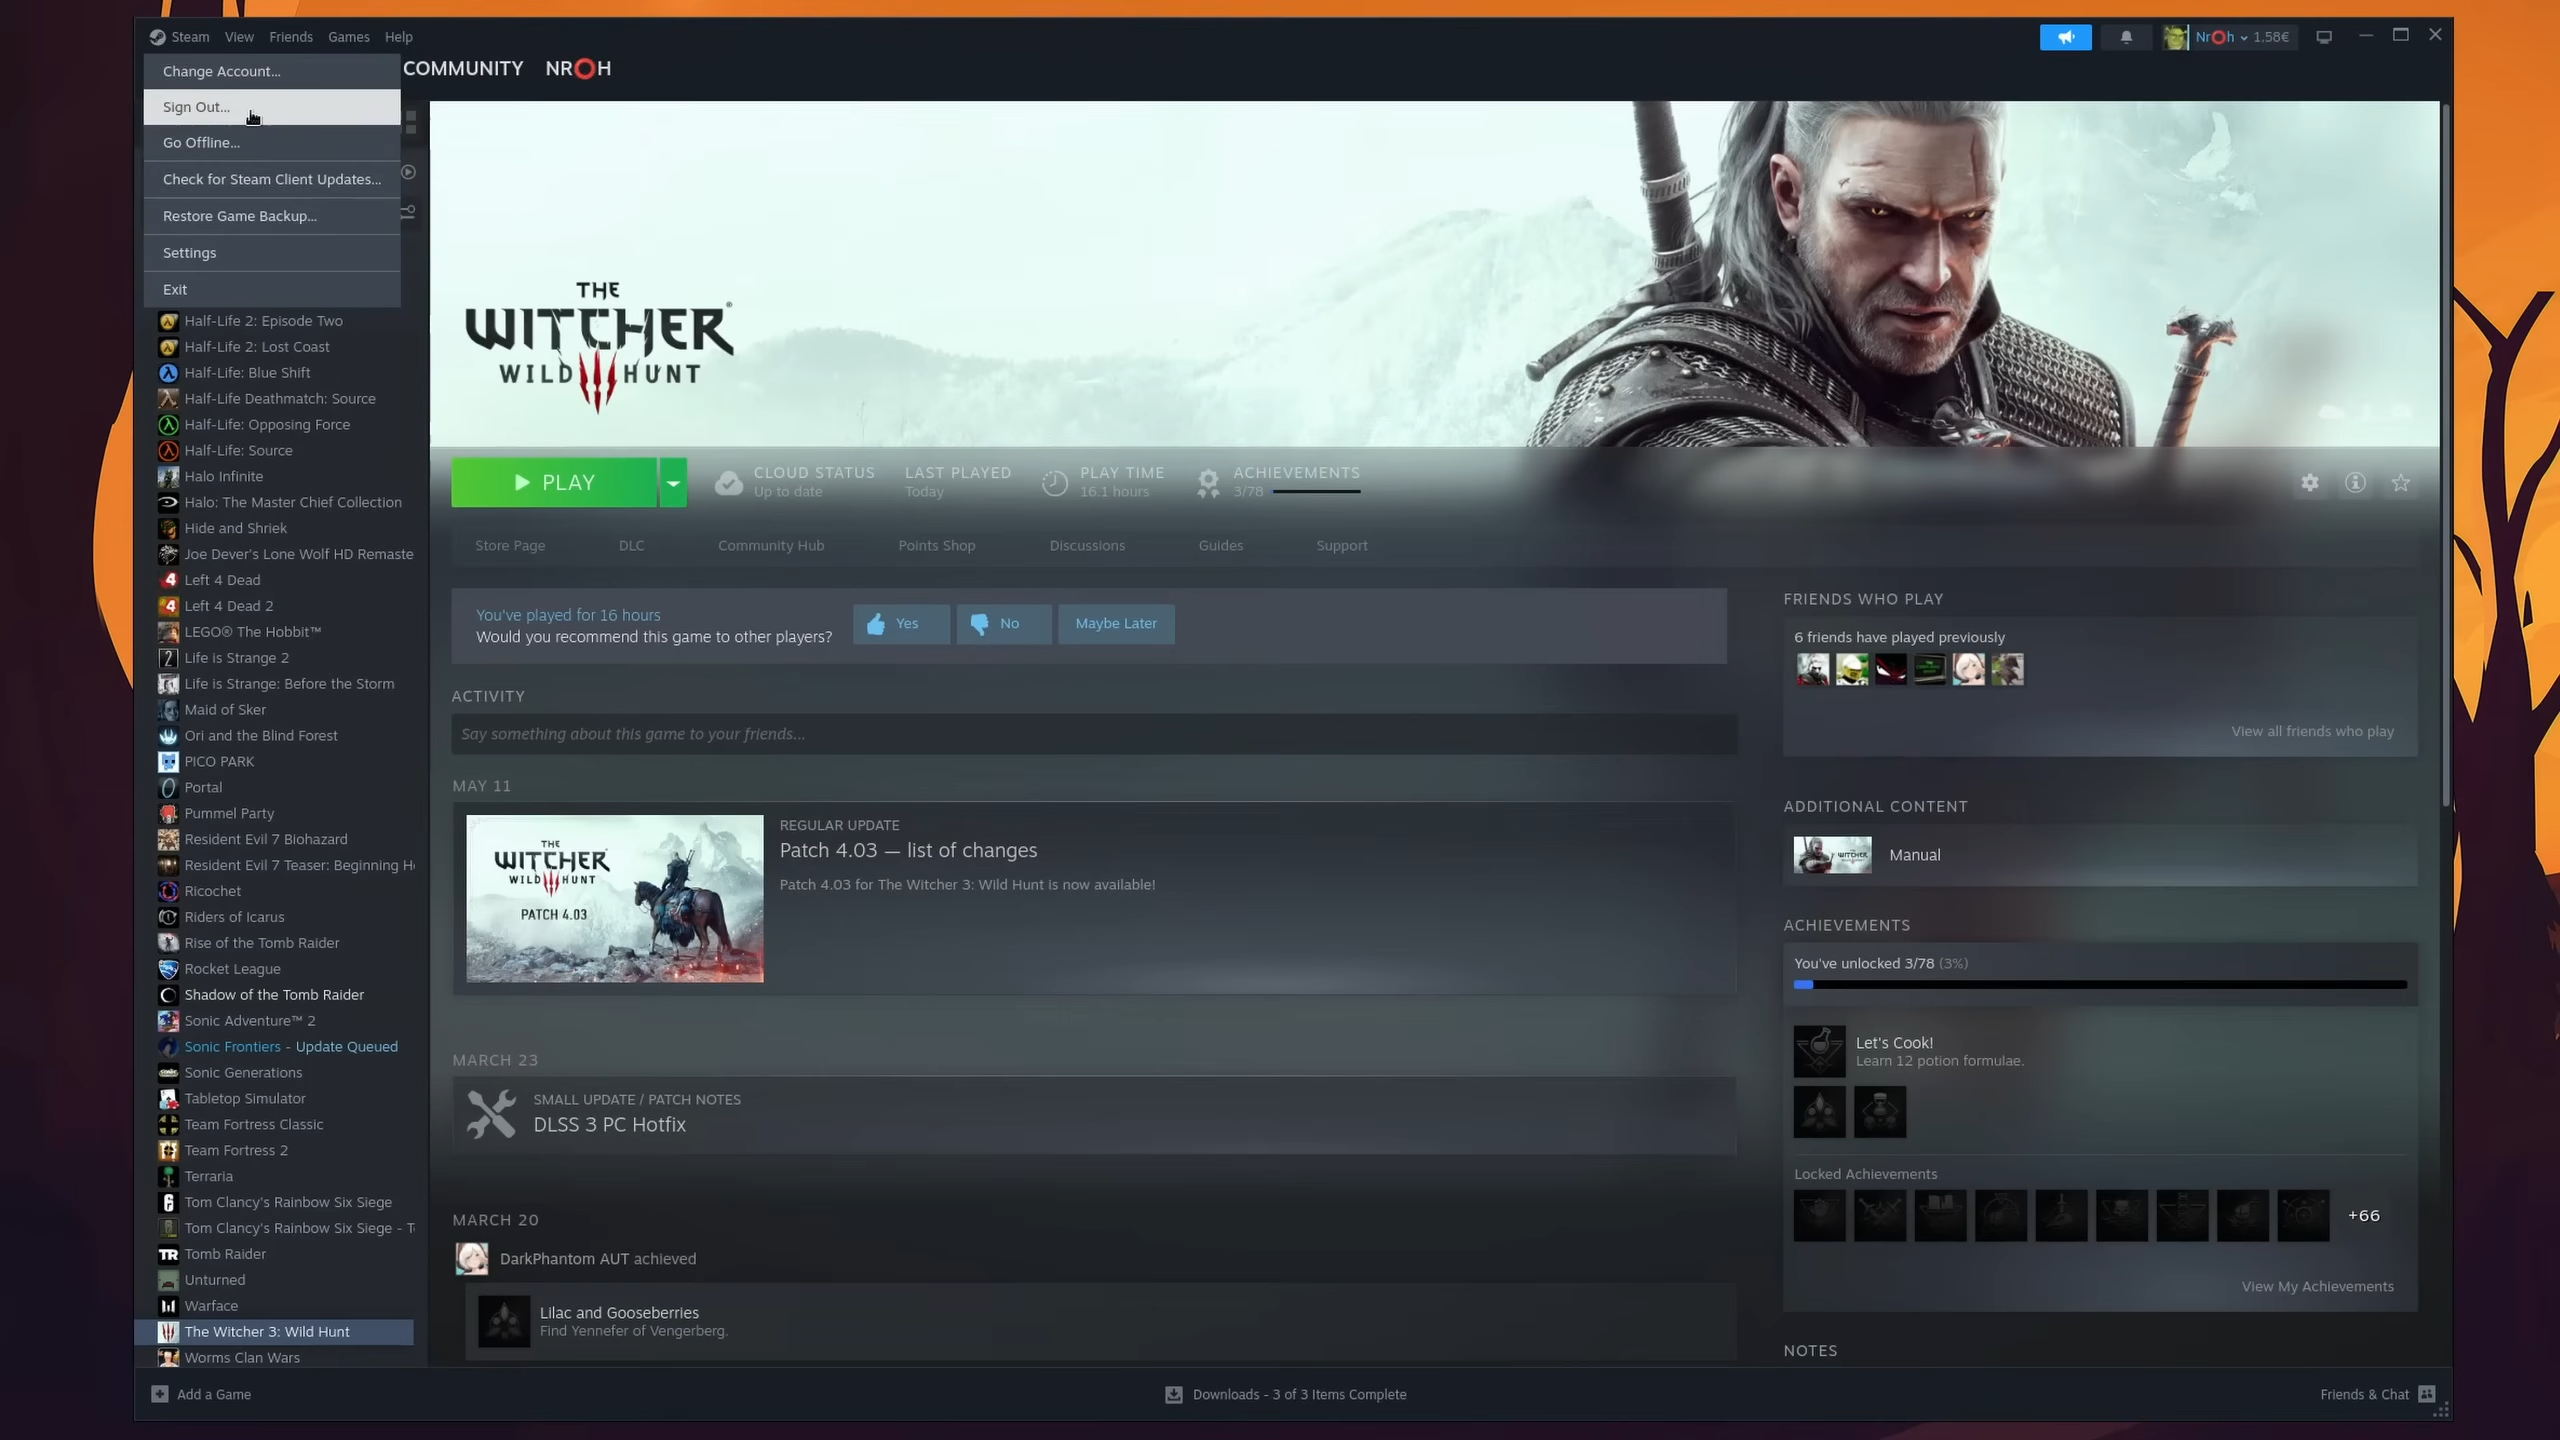 Steam View Friends Games Help
NrOh 1,58€
COMMUNITY NROH
Change Account...
Sign Out...
Go Offline...
Check for Steam Client Updates...
Restore Game Backup...
Settings
Exit
Half-Life 2: Episode Two
Half-Life 2: Lost Coast
Half-Life: Blue Shift
Half-Life Deathmatch: Source
Half-Life: Opposing Force
Half-Life: Source
Halo Infinite
Halo: The Master Chief Collection
Hide and Shriek
Joe Dever's Lone Wolf HD Remaste
Left 4 Dead
Left 4 Dead 2
LEGO® The Hobbit™
Life is Strange 2
Life is Strange: Before the Storm
Maid of Sker
Ori and the Blind Forest
PICO PARK
Portal
Pummel Party
Resident Evil 7 Biohazard
Resident Evil 7 Teaser: Beginning H
Ricochet
Riders of Icarus
Rise of the Tomb Raider
Rocket League
Shadow of the Tomb Raider
Sonic Adventure™ 2
Sonic Frontiers - Update Queued
Sonic Generations
Tabletop Simulator
Team Fortress Classic
Team Fortress 2
Terraria
Tom Clancy's Rainbow Six Siege
Tom Clancy's Rainbow Six Siege - T
Tomb Raider
Unturned
Warface
The Witcher 3: Wild Hunt
Worms Clan Wars
THE
WITCHER®
WILD HUNT
PLAY
CLOUD STATUS
Up to date
LAST PLAYED
Today
PLAY TIME
16.1 hours
ACHIEVEMENTS
3/78
Store Page DLC Community Hub Points Shop Discussions Guides Support
You've played for 16 hours
Would you recommend this game to other players?
Yes No Maybe Later
ACTIVITY
Say something about this game to your friends...
MAY 11
THE
WITCHER
WILD HUNT
PATCH 4.03
REGULAR UPDATE
Patch 4.03 — list of changes
Patch 4.03 for The Witcher 3: Wild Hunt is now available!
MARCH 23
SMALL UPDATE / PATCH NOTES
DLSS 3 PC Hotfix
MARCH 20
DarkPhantom AUT achieved
Lilac and Gooseberries
Find Yennefer of Vengerberg.
FRIENDS WHO PLAY
6 friends have played previously
View all friends who play
ADDITIONAL CONTENT
WITCHER
Manual
ACHIEVEMENTS
You've unlocked 3/78 (3%)
Let's Cook!
Learn 12 potion formulae.
Locked Achievements
+66
View My Achievements
NOTES
Add a Game
Downloads - 3 of 3 Items Complete
Friends & Chat